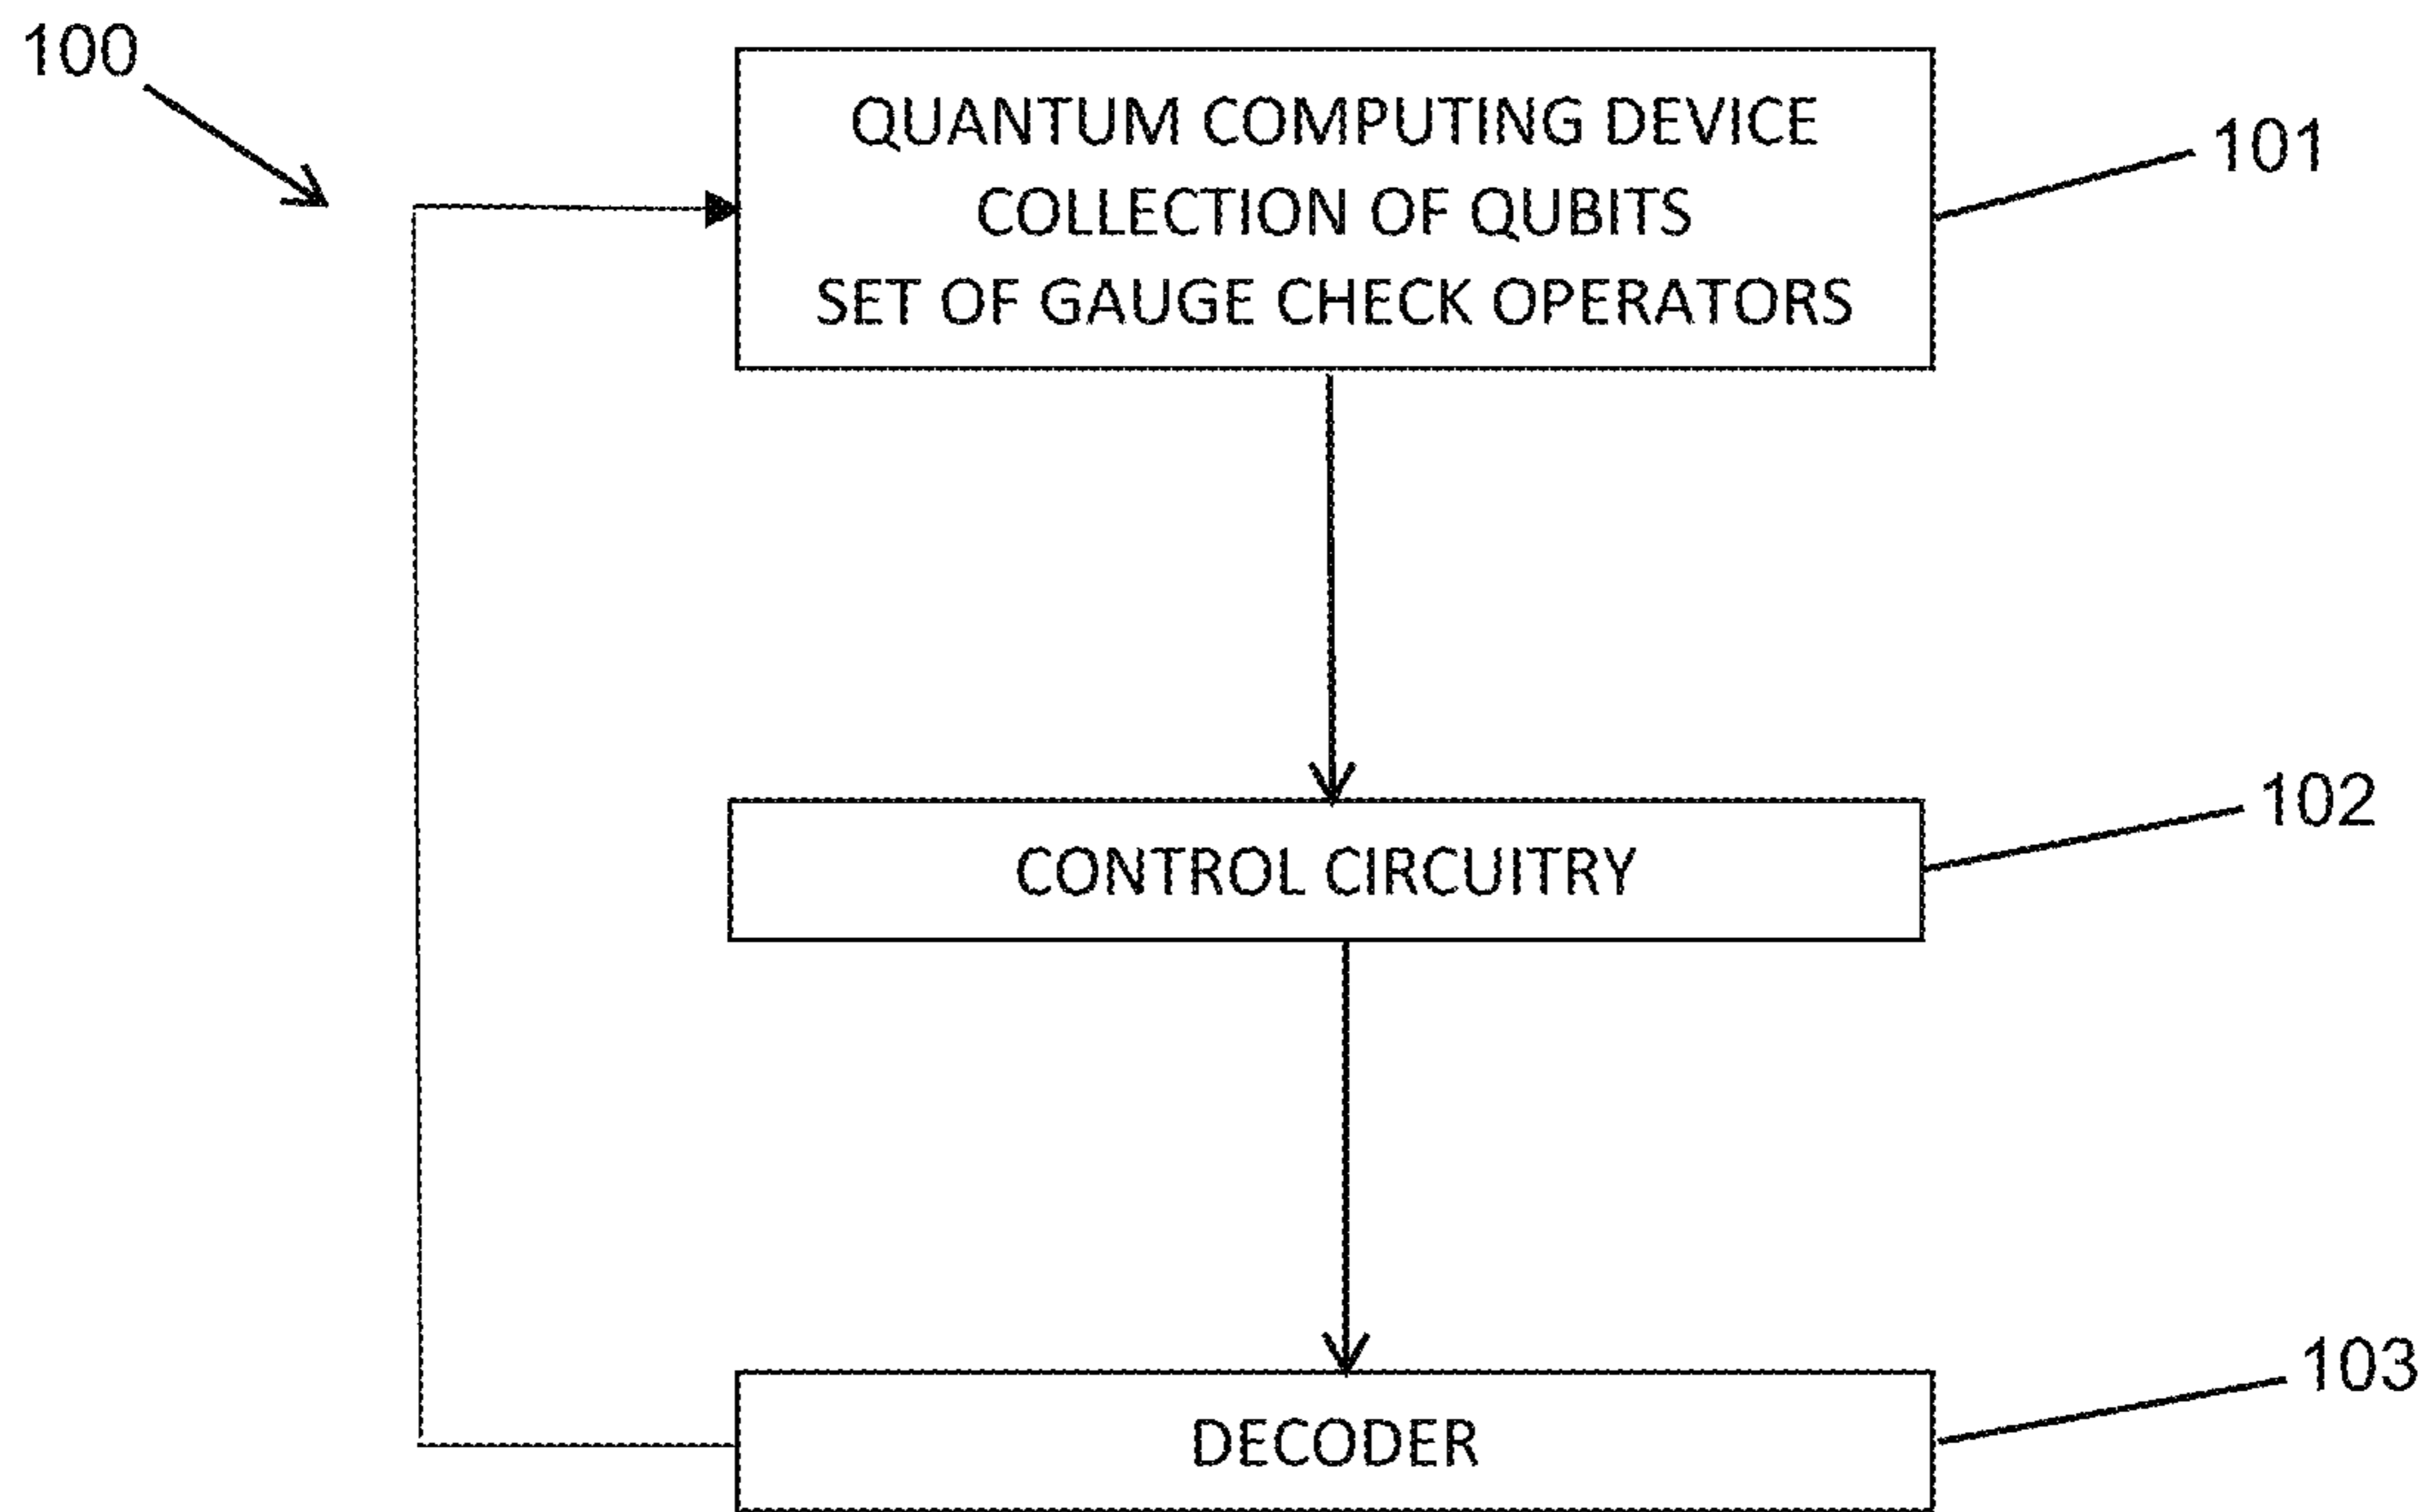 100
QUANTUM COMPUTING DEVICE
COLLECTION OF QUBITS
SET OF GAUGE CHECK OPERATORS
101
CONTROL CIRCUITRY
102
DECODER
103